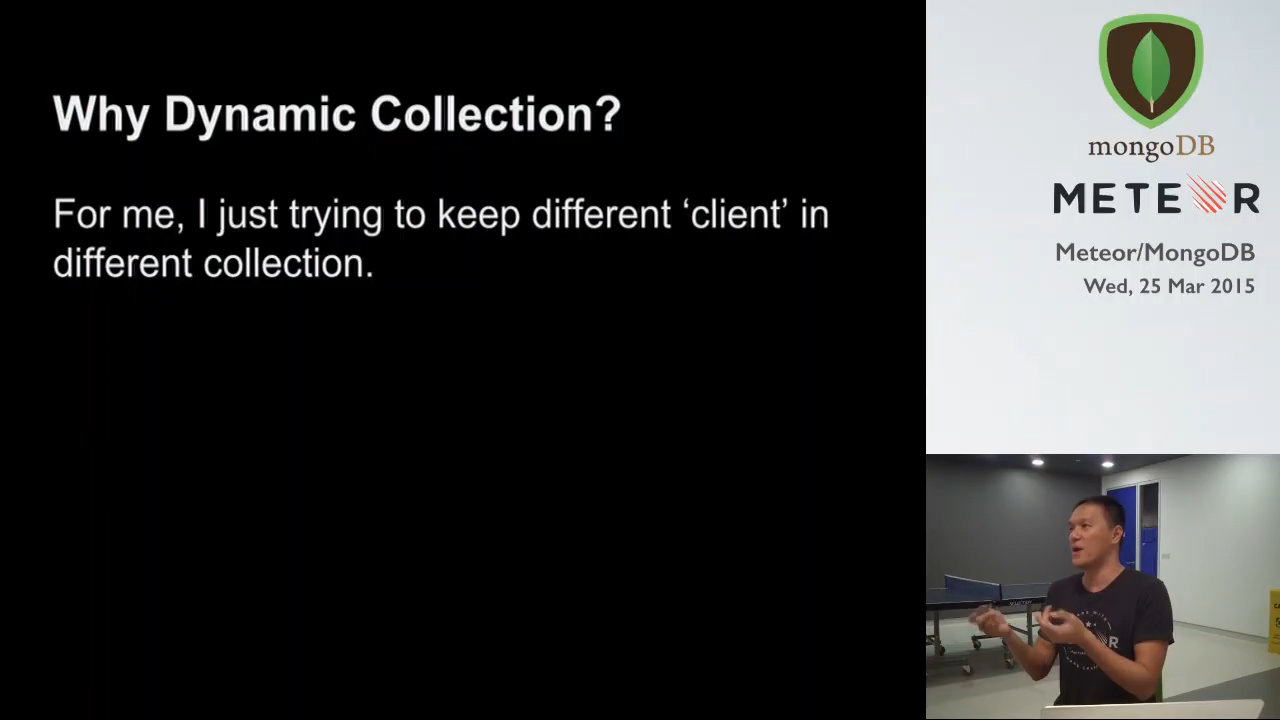 Why Dynamic Collection?
For me, I just trying to keep different ‘client’ in
different collection.
mongoDB
METEOR
Meteor/MongoDB
Wed, 25 Mar 2015